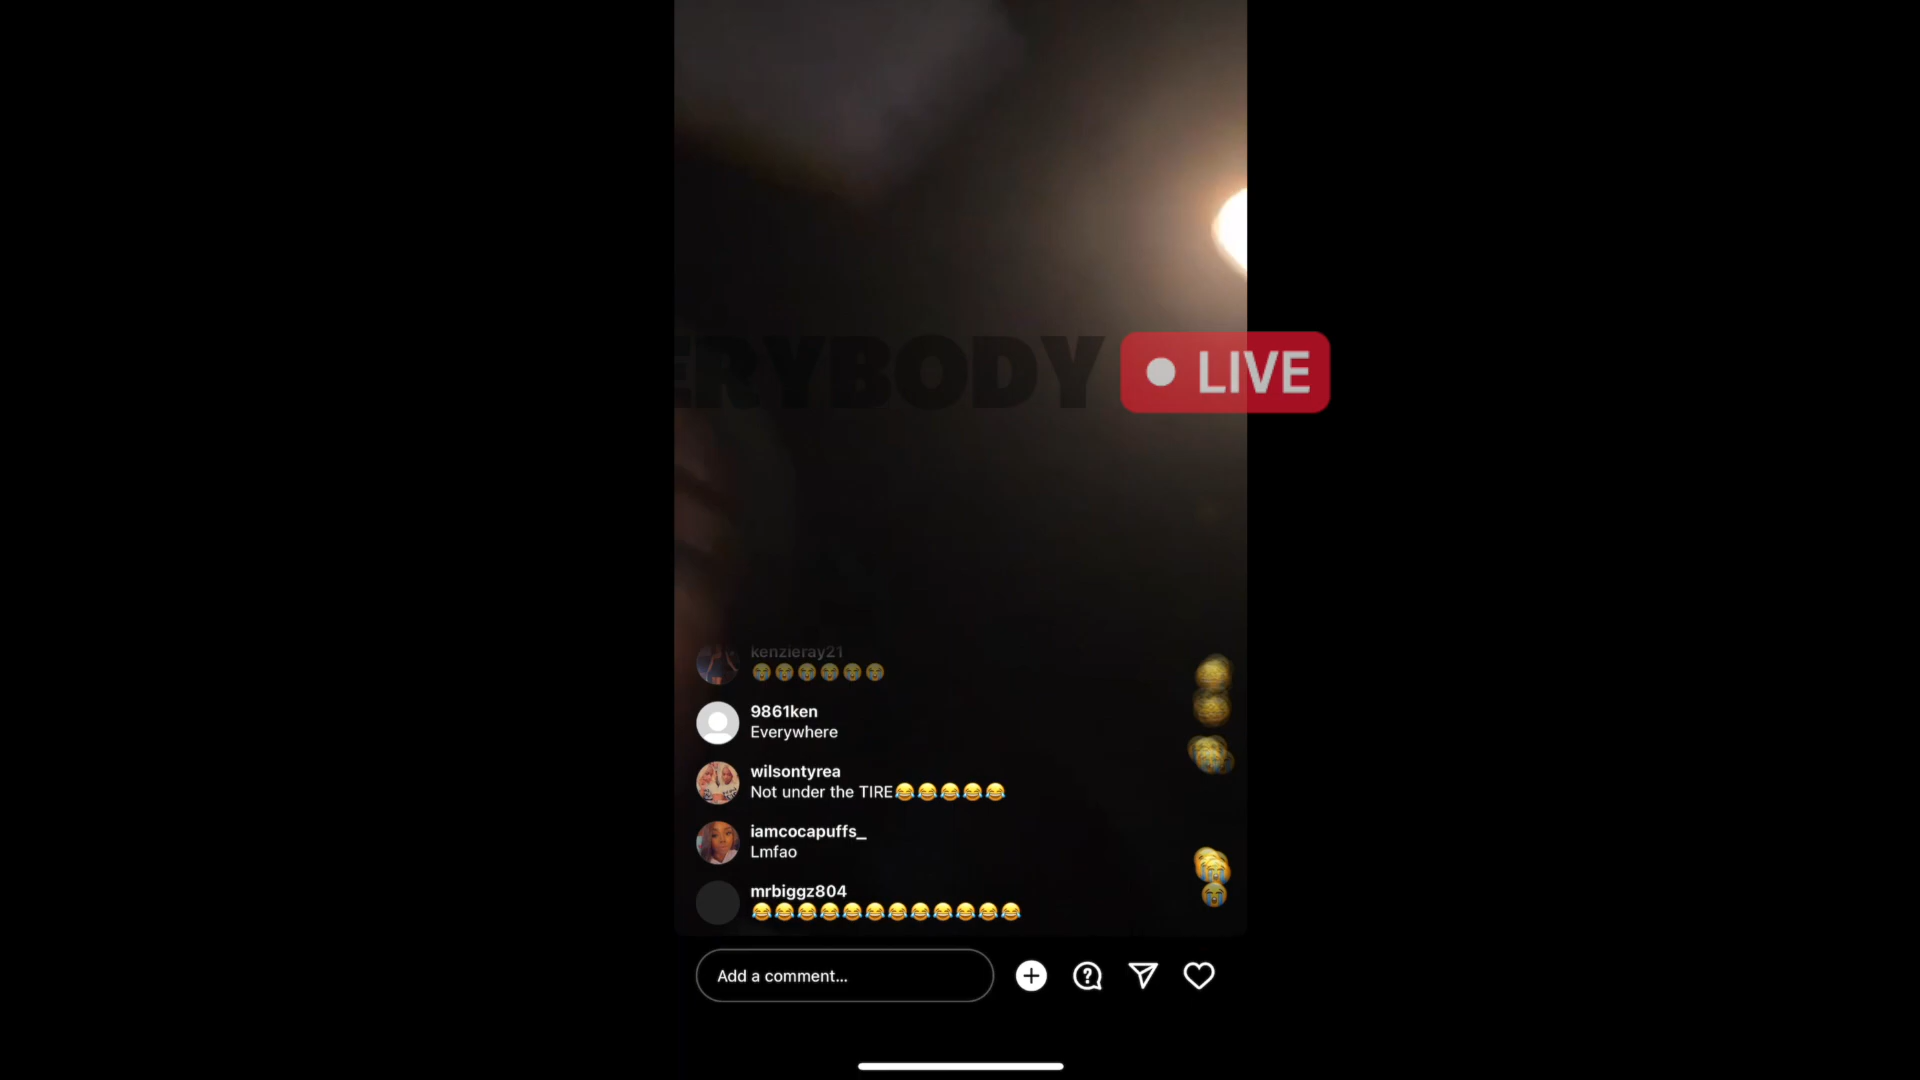 ERYBODY LIVE
kenzieray21
😭😭😭😭😭😭
9861ken
Everywhere
wilsontyrea
Not under the TIRE😂😂😂😂😂
iamcocapuffs_
Lmfao
mrbiggz804
😂😂😂😂😂😂😂😂😂😂😂😂
Add a comment...